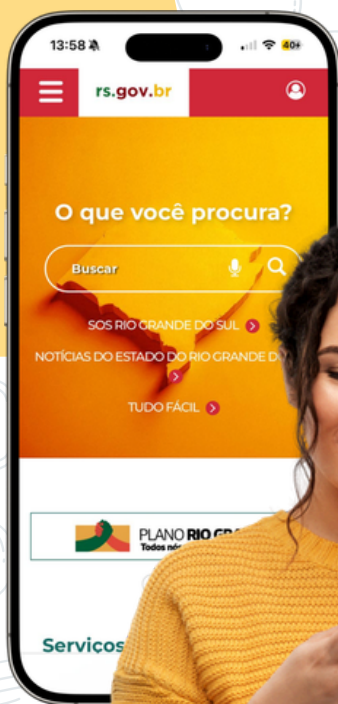 13:58
40
rs.gov.br
O que você procura?
Buscar
SOS RIO GRANDE DO SUL
NOTÍCIAS DO ESTADO DO RIO GRANDE D
TUDO FÁCIL
PLANO RIO GRA
Todos nós
Serviços